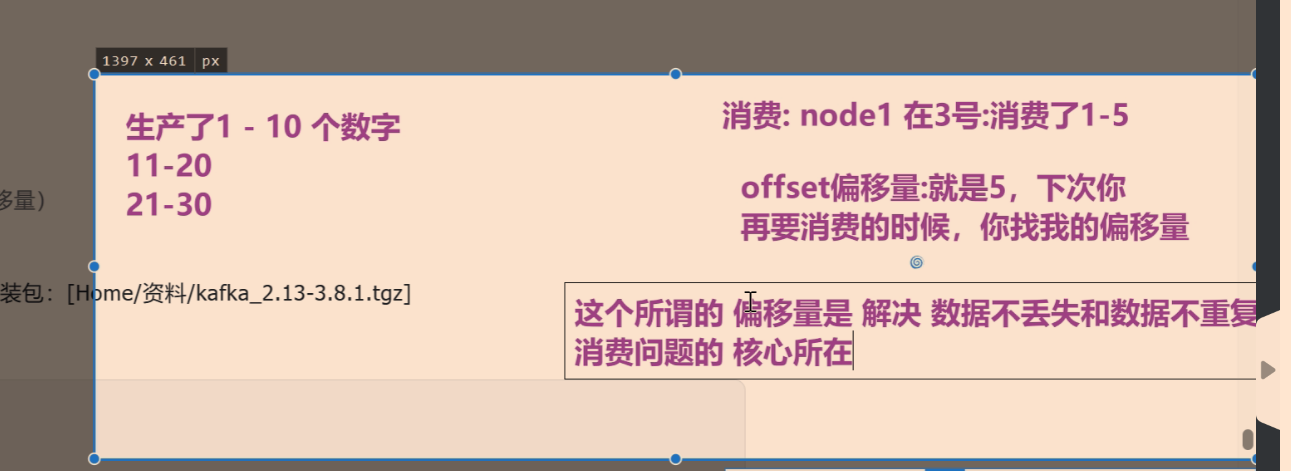 1397 x 461 px
生产了1 - 10 个数字
11-20
21-30
消费: node1 在3号:消费了1-5
offset偏移量:就是5，下次你
再要消费的时候，你找我的偏移量
移量）
装包：[Home/资料/kafka_2.13-3.8.1.tgz]
这个所谓的 偏移量是 解决 数据不丢失和数据不重复
消费问题的 核心所在